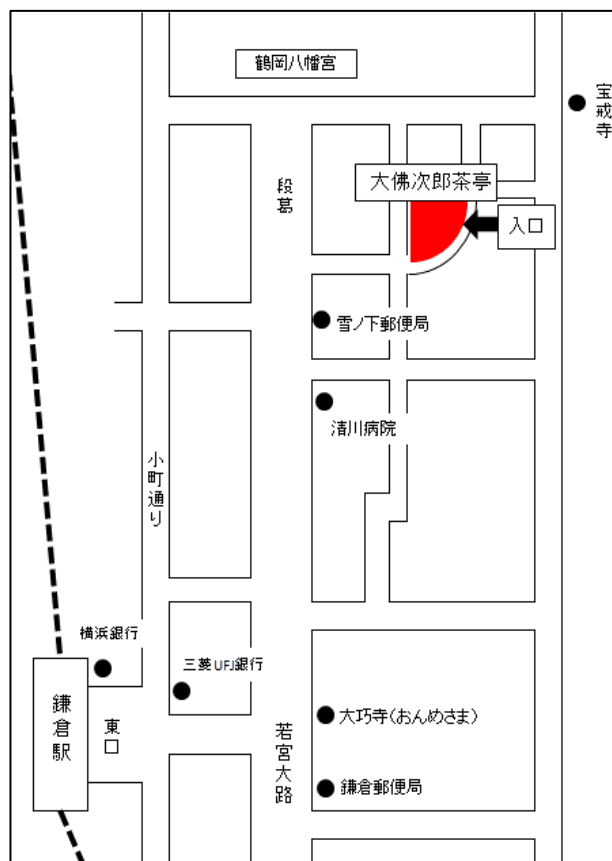 鶴岡八幡宮
宝戒寺
段葛
大佛次郎茶亭
入口
雪ノ下郵便局
清川病院
小町通り
横浜銀行
三菱UFJ銀行
鎌倉駅
東口
若宮大路
大巧寺(おんめさま)
鎌倉郵便局